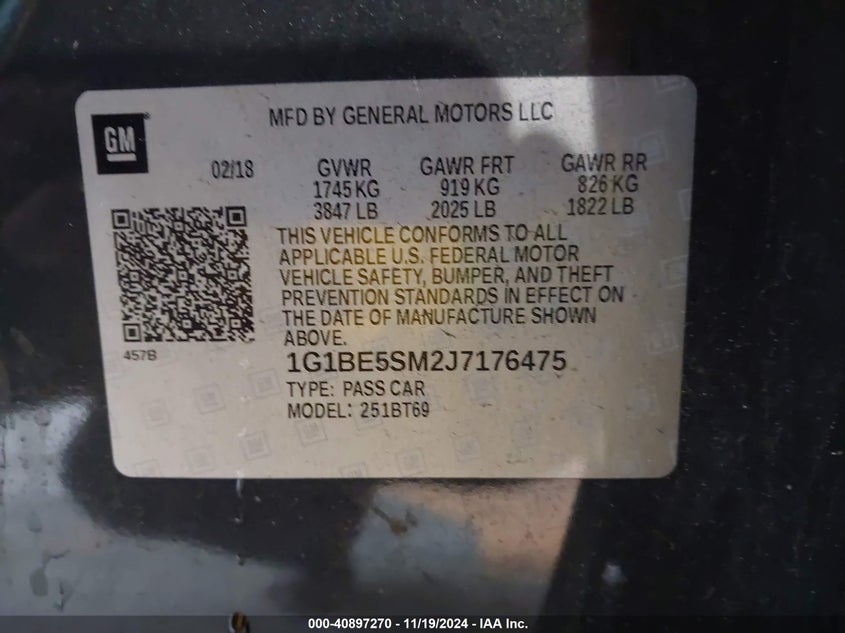 MFD BY GENERAL MOTORS LLC
GM
02/18 GVWR GAWR FRT GAWR RR
1745 KG 919 KG 826 KG
3847 LB 2025 LB 1822 LB
THIS VEHICLE CONFORMS TO ALL
APPLICABLE U.S. FEDERAL MOTOR
VEHICLE SAFETY, BUMPER, AND THEFT
PREVENTION STANDARDS IN EFFECT ON
THE DATE OF MANUFACTURE SHOWN
ABOVE.
457B
1G1BE5SM2J7176475
TYPE: PASS CAR
MODEL: 251BT69
000-40897270 - 11/19/2024 - IAA Inc.